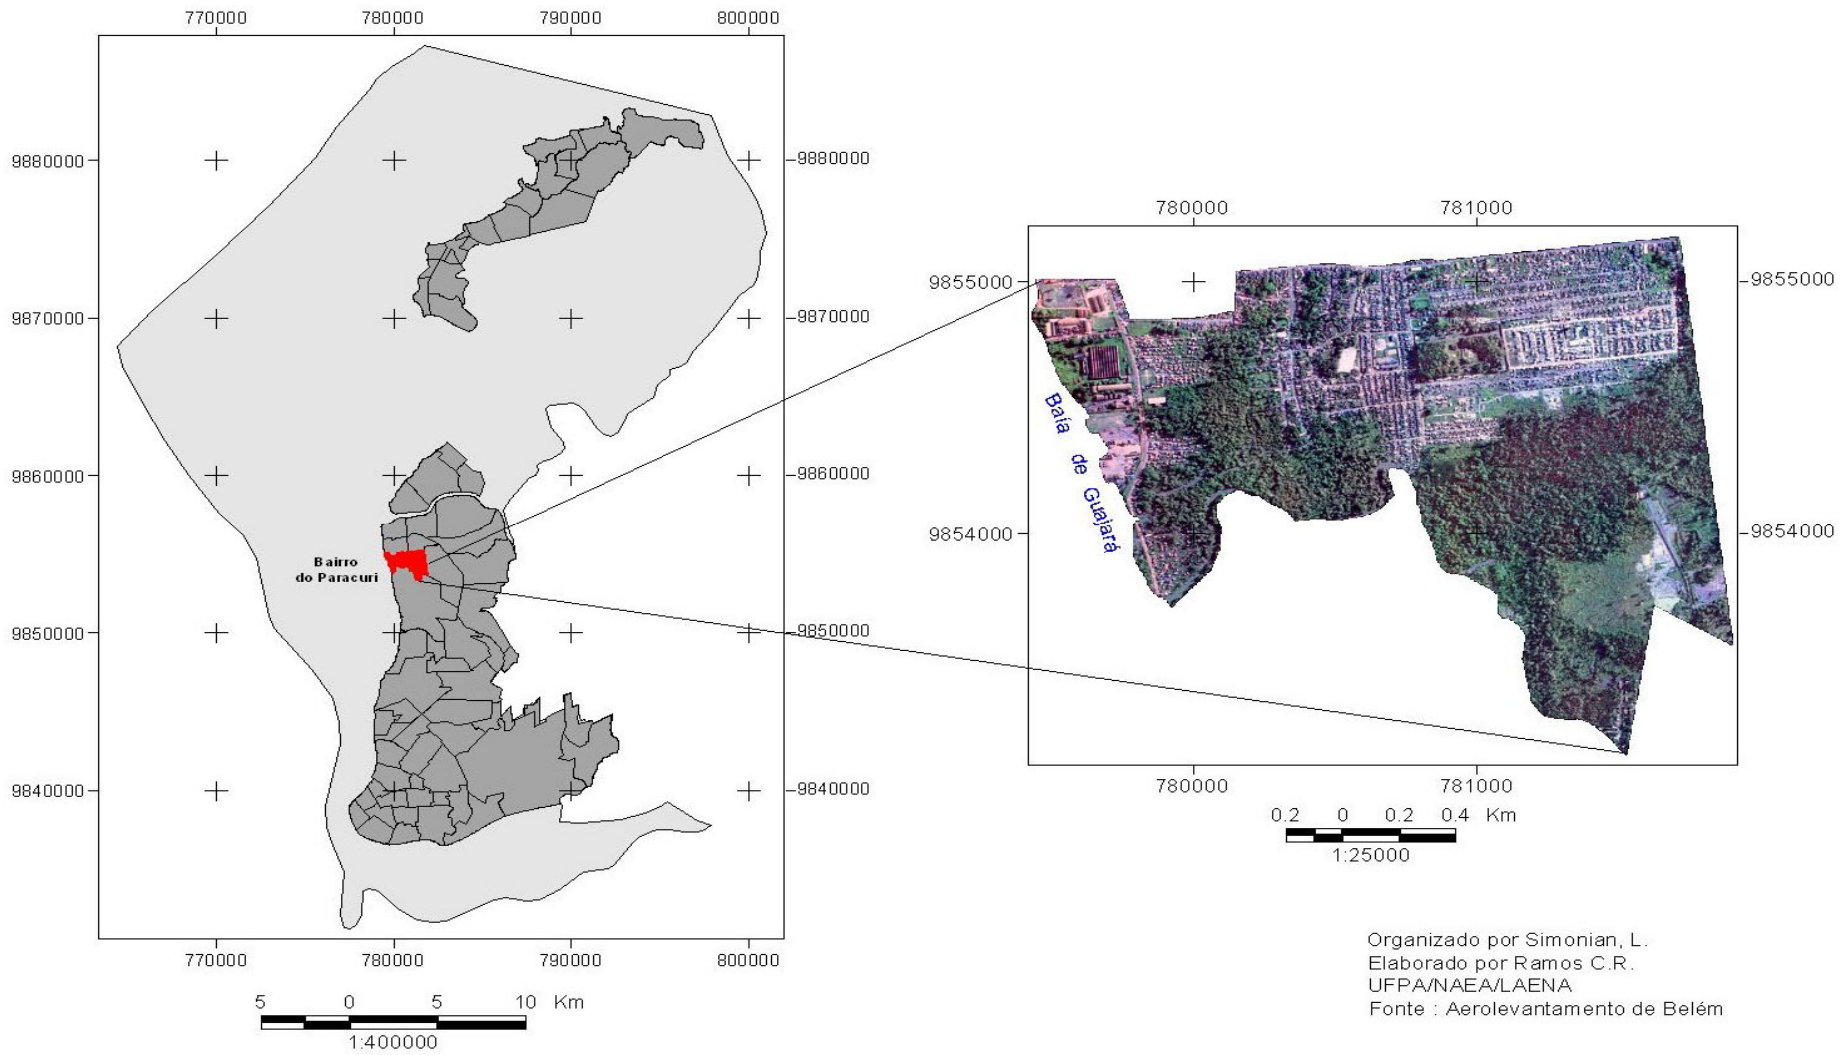 770000 780000 790000 800000
9880000
9880000
9870000
9870000
9860000
9860000
Bairro
do Paracuri
9850000
9850000
9840000
9840000
770000 780000 790000 800000
5 0 5 10 Km
1:400000
780000 781000
9855000
9855000
Baía de Guajará
9854000
9854000
780000 781000
0.2 0 0.2 0.4 Km
1:25000
Organizado por Simonian, L.
Elaborado por Ramos C.R.
UFPA/NAEA/LAENA
Fonte : Aerolevantamento de Belém